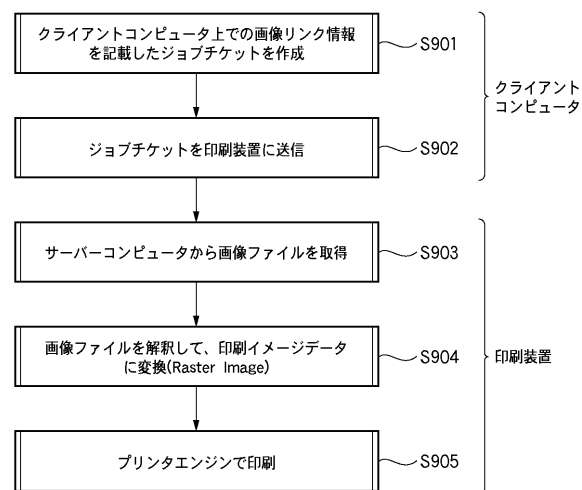 クライアントコンピュータ上での画像リンク情報
を記載したジョブチケットを作成
S901
クライアント
コンピュータ
ジョブチケットを印刷装置に送信
S902
サーバーコンピュータから画像ファイルを取得
S903
画像ファイルを解釈して、印刷イメージデータ
に変換(Raster Image)
S904
印刷装置
プリンタエンジンで印刷
S905